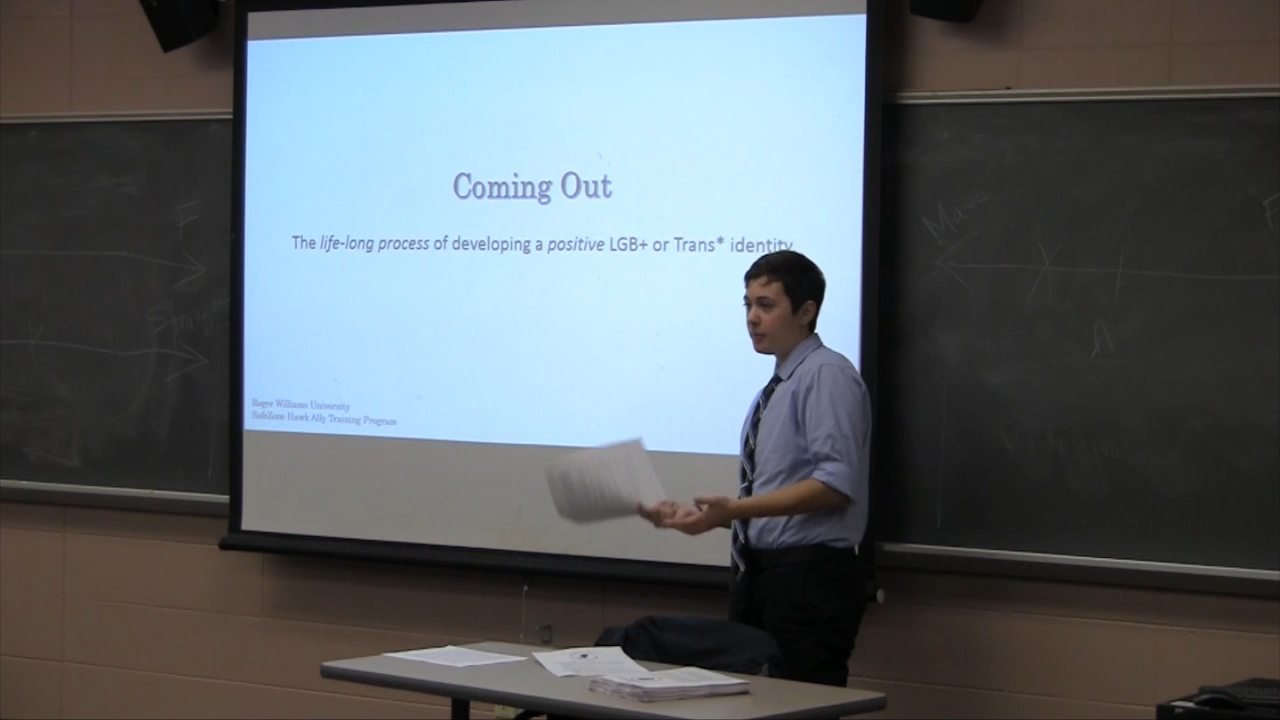 Coming Out
The life-long process of developing a positive LGB+ or Trans* identity
Roger Williams University
SafeZone Hawk Ally Training Program
F
Masc
A